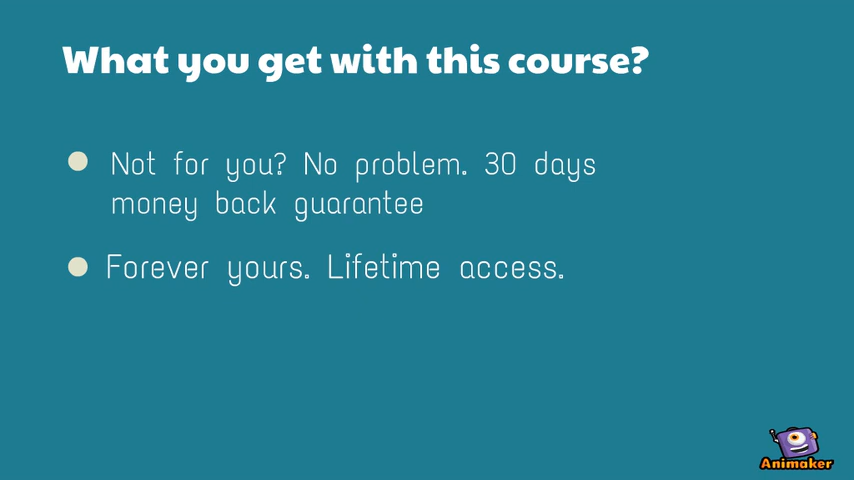 What you get with this course?
Not for you? No problem. 30 days
money back guarantee
Forever yours. Lifetime access.
Animaker